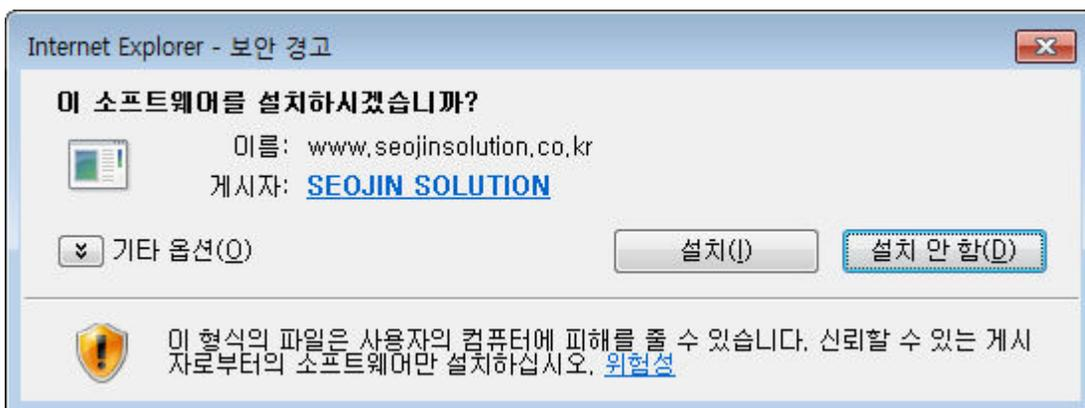 Internet Explorer - 보안 경고
이 소프트웨어를 설치하시겠습니까?
이름: www.seojinsolution.co.kr
게시자: SEOJIN SOLUTION
기타 옵션(O) 설치(I) 설치 안 함(D)
이 형식의 파일은 사용자의 컴퓨터에 피해를 줄 수 있습니다. 신뢰할 수 있는 게시
자로부터의 소프트웨어만 설치하십시오. 위험성